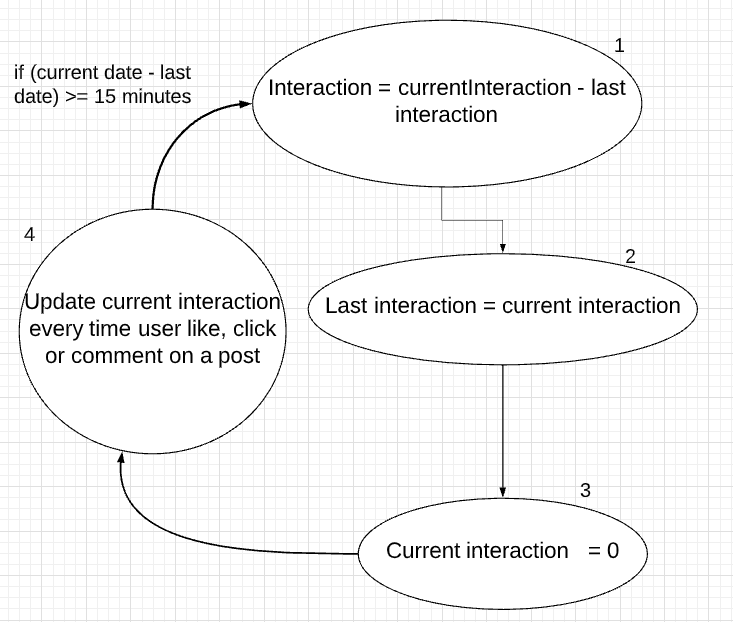 1
Interaction = currentInteraction - last
interaction
if (current date - last
date) >= 15 minutes
2
Last interaction = current interaction
3
Current interaction   = 0
4
Update current interaction
every time user like, click
or comment on a post